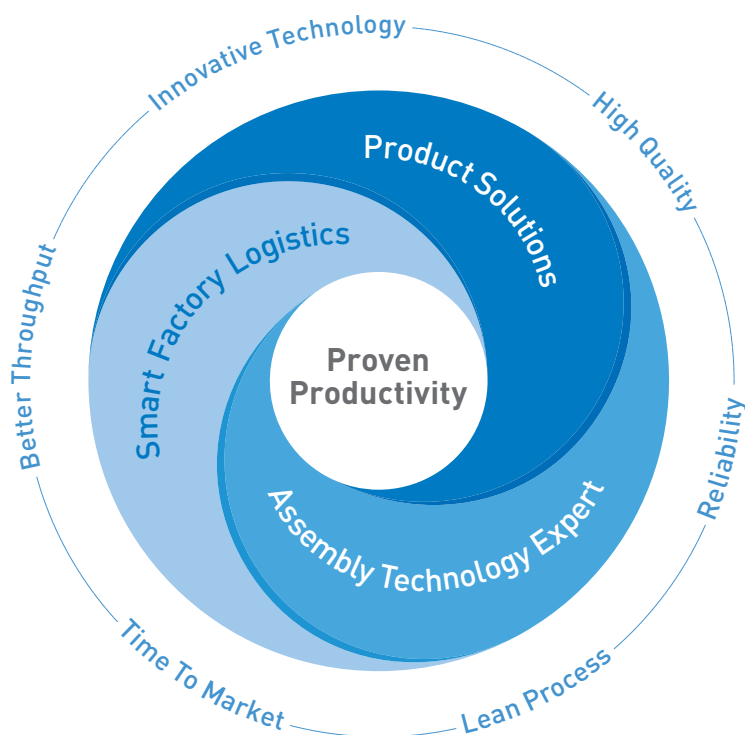 Innovative Technology
High Quality
Product Solutions
Smart Factory Logistics
Better Throughput
Proven
Productivity
Reliability
Assembly Technology Expert
Time To Market
Lean Process